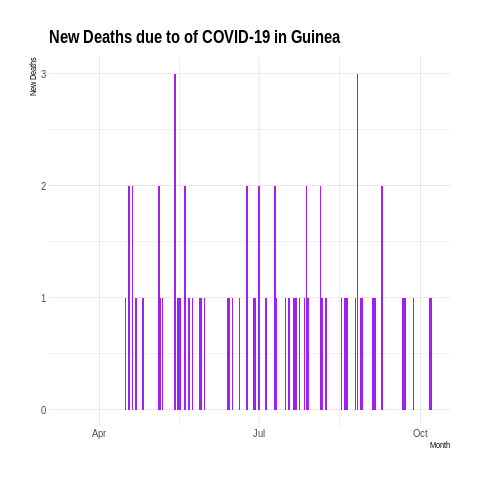 New Deaths due to of COVID-19 in Guinea
New Deaths
3
2
1
0
Apr
Jul
Oct
Month